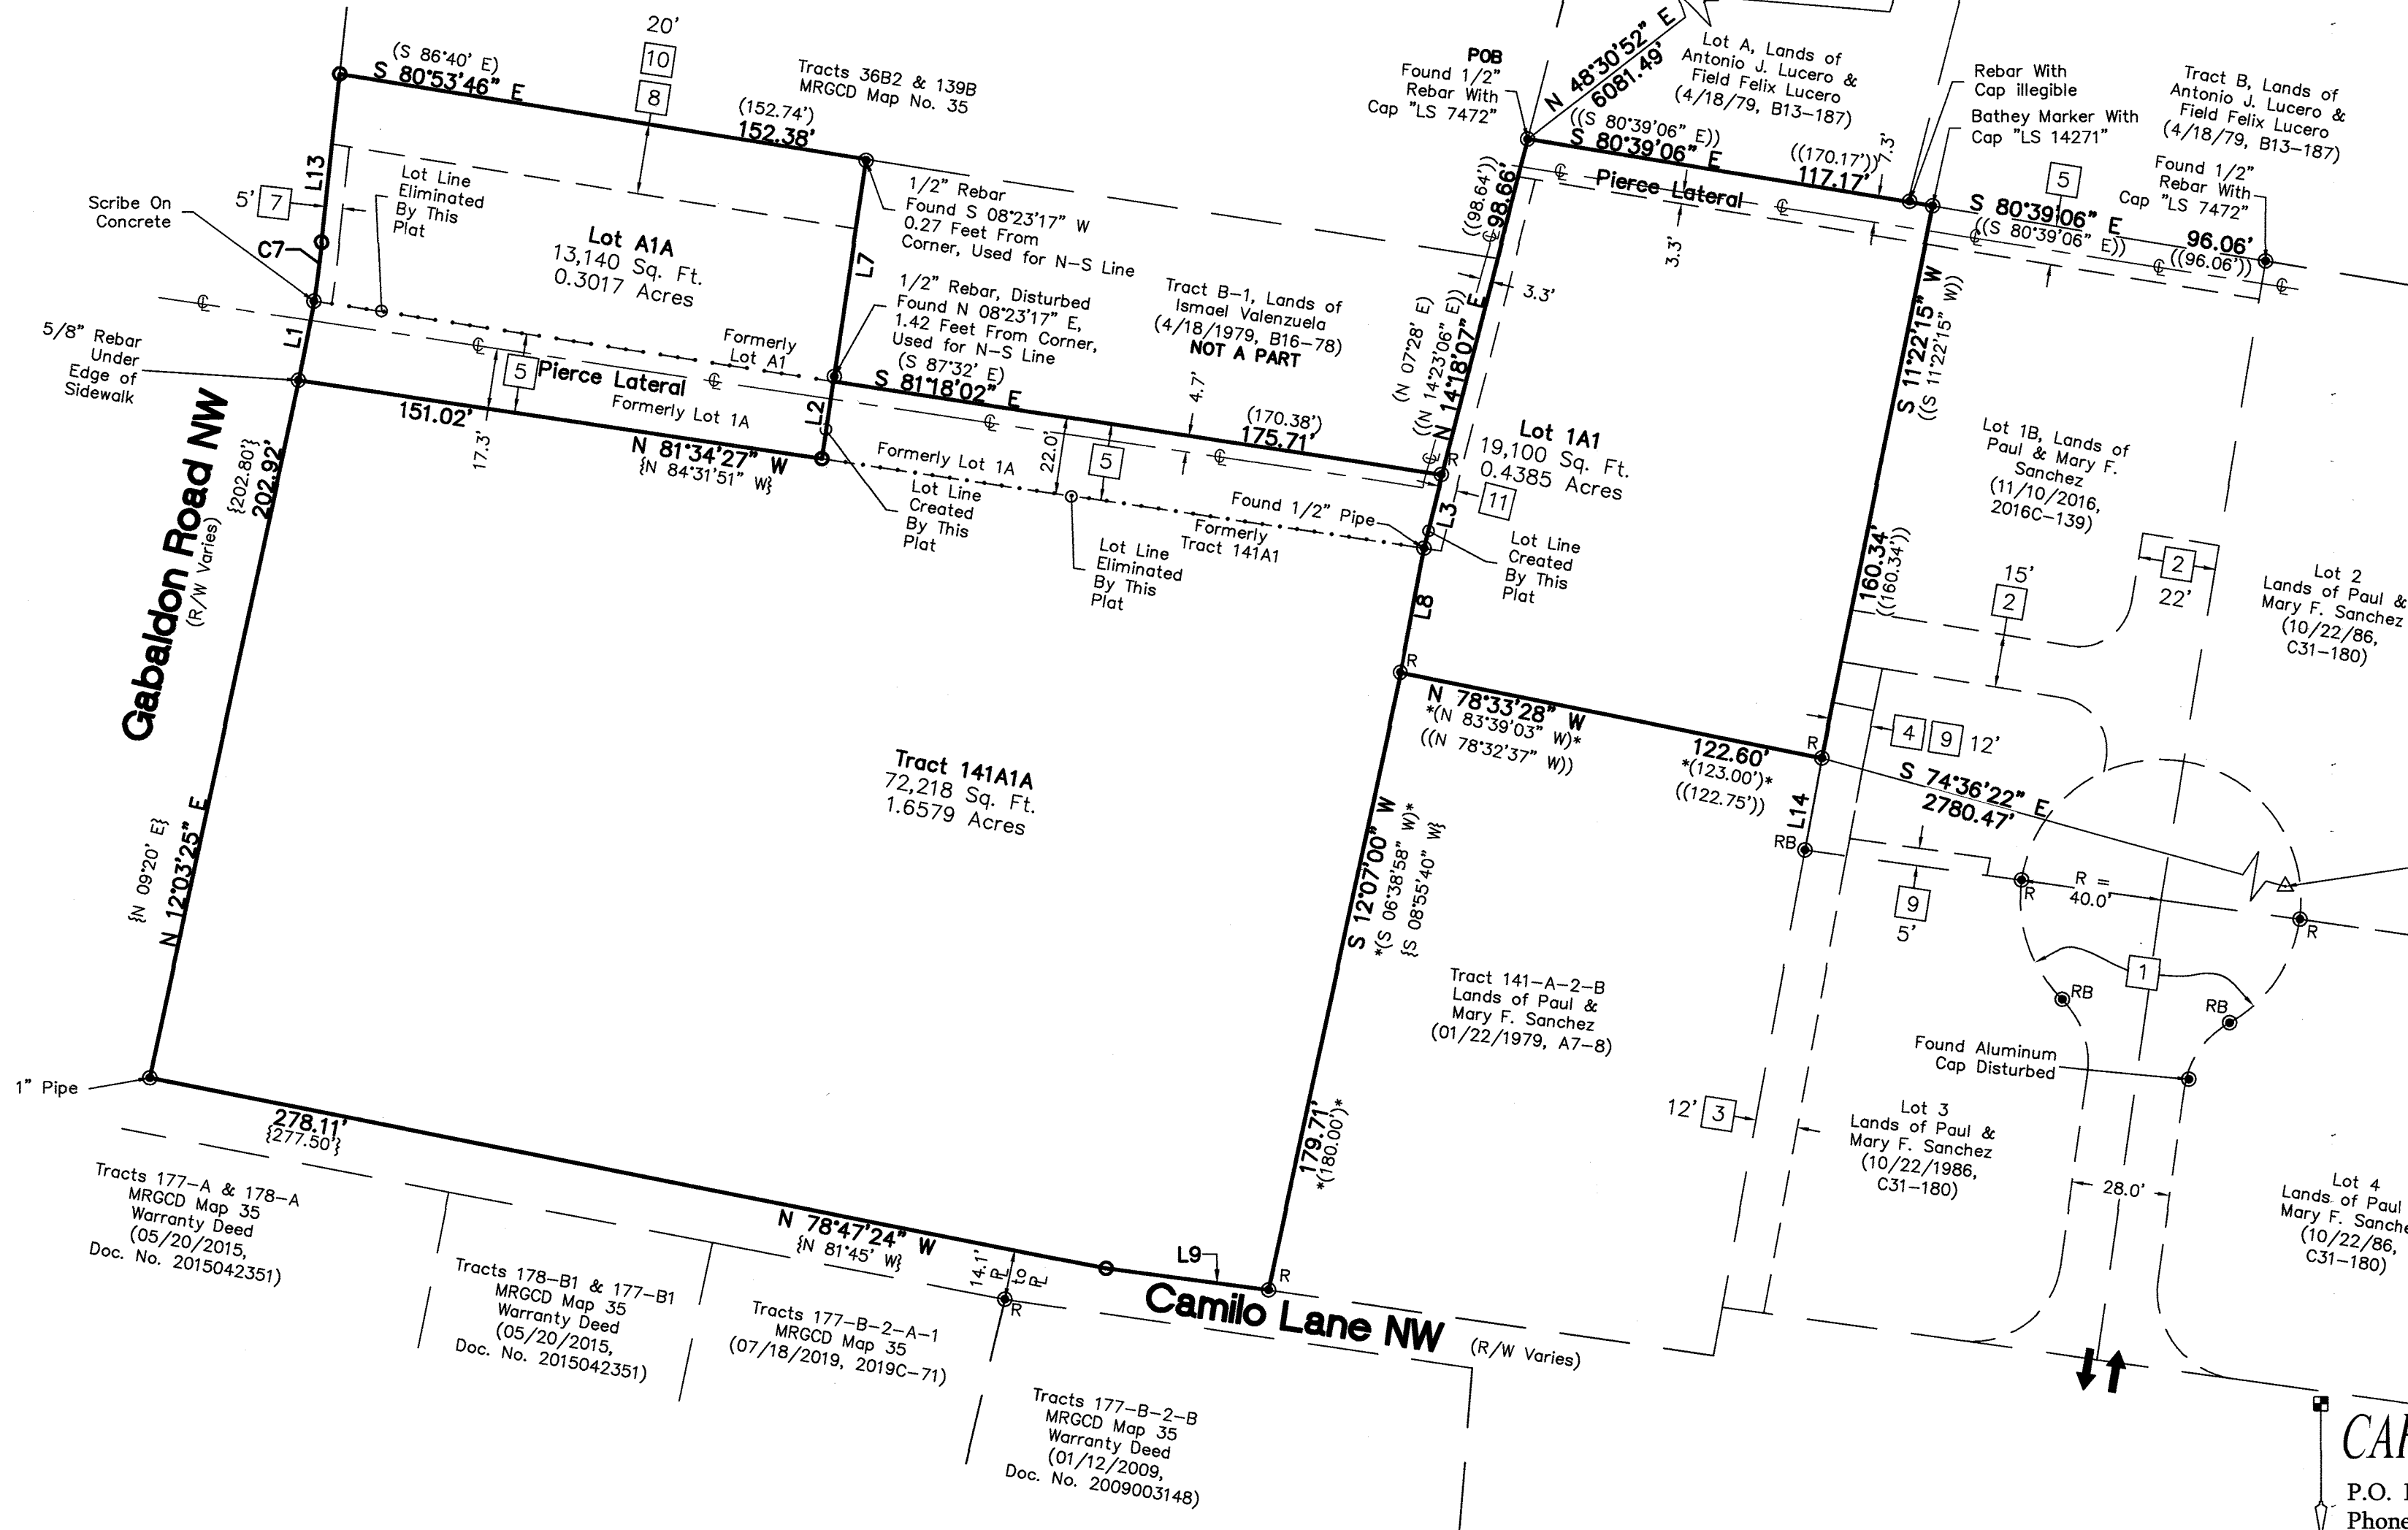 20'
10
8
(S 86°40' E)
S 80°53'46" E
(152.74')
152.38'
Tracts 36B2 & 139B
MRGCD Map No. 35
L13
5' 7
Scribe On
Concrete
C7
Lot Line
Eliminated
By This
Plat
Lot A1A
13,140 Sq. Ft.
0.3017 Acres
L7
1/2" Rebar
Found S 08°23'17" W
0.27 Feet From
Corner, Used for N-S Line
1/2" Rebar, Disturbed
Found N 08°23'17" E,
1.42 Feet From Corner,
Used for N-S Line
(S 87°32' E)
S 81°18'02" E
5/8" Rebar
Under
Edge of
Sidewalk
L1
Formerly
Lot A1
5
Pierce Lateral
Formerly Lot 1A
151.02'
17.3'
N 81°34'27" W
{N 84°31'51" W}
L2
Tract B-1, Lands of
Ismael Valenzuela
(4/18/1979, B16-78)
NOT A PART
4.7'
(170.38')
175.71'
22.0'
5
Formerly Lot 1A
Lot Line
Created
By This
Plat
Lot Line
Eliminated
By This
Plat
Found 1/2" Pipe
Formerly
Tract 141A1
POB
Found 1/2"
Rebar With
Cap "LS 7472"
N 48°30'52" E
6081.49'
Lot A, Lands of
Antonio J. Lucero &
Field Felix Lucero
(4/18/79, B13-187)
((S 80°39'06" E))
S 80°39'06" E
((170.17'))
117.17'
7.3'
Pierce Lateral
3.3'
3.3'
((98.64'))
98.66'
(N 07°28' E)
((N 14°23'06" E))
N 14°18'07" E
Rebar With
Cap illegible
Bathey Marker With
Cap "LS 14271"
Tract B, Lands of
Antonio J. Lucero &
Field Felix Lucero
(4/18/79, B13-187)
Found 1/2"
Rebar With
Cap "LS 7472"
5
S 80°39'06" E
((S 80°39'06" E))
96.06'
((96.06'))
S 11°22'15" W
((S 11°22'15" W))
160.34'
((160.34'))
Lot 1A1
19,100 Sq. Ft.
0.4385 Acres
R
11
L3
Lot Line
Created
By This
Plat
L8
R
Lot 1B, Lands of
Paul & Mary F.
Sanchez
(11/10/2016,
2016C-139)
2
22'
15'
2
Lot 2
Lands of Paul &
Mary F. Sanchez
(10/22/86,
C31-180)
N 78°33'28" W
*(N 83°39'03" W)*
((N 78°32'37" W))
122.60'
*(123.00')*
((122.75'))
R
4 9 12'
S 74°36'22" E
2780.47'
L14
RB
9
5'
R =
40.0'
R
R
1
RB
RB
Found Aluminum
Cap Disturbed
Gabaldon Road NW
(R/W Varies)
{202.80'}
202.92'
{N 09°20' E}
N 12°03'25" E
Tract 141A1A
72,218 Sq. Ft.
1.6579 Acres
S 12°07'00" W
*(S 06°38'58" W)*
{S 08°55'40" W}
179.71'
*(180.00')*
Tract 141-A-2-B
Lands of Paul &
Mary F. Sanchez
(01/22/1979, A7-8)
12' 3
Lot 3
Lands of Paul &
Mary F. Sanchez
(10/22/1986,
C31-180)
28.0'
Lot 4
Lands of Paul
Mary F. Sanche
(10/22/86,
C31-180)
1" Pipe
278.11'
{277.50'}
N 78°47'24" W
{N 81°45' W}
14.1'
to
R
L9
R
Camilo Lane NW
(R/W Varies)
Tracts 177-A & 178-A
MRGCD Map 35
Warranty Deed
(05/20/2015,
Doc. No. 2015042351)
Tracts 178-B1 & 177-B1
MRGCD Map 35
Warranty Deed
(05/20/2015,
Doc. No. 2015042351)
Tracts 177-B-2-A-1
MRGCD Map 35
(07/18/2019, 2019C-71)
Tracts 177-B-2-B
MRGCD Map 35
Warranty Deed
(01/12/2009,
Doc. No. 2009003148)
P.O.
Phone